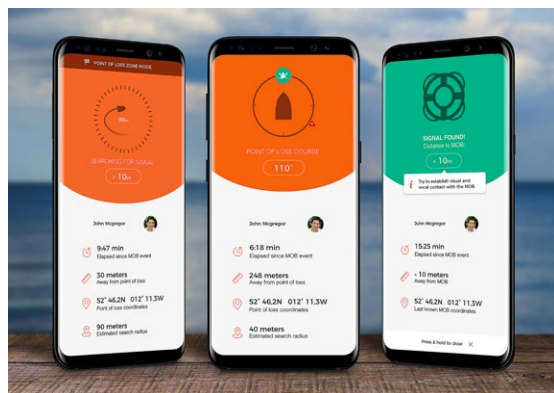 POINT OF LOSS ZONE MODE
90m
SEARCHING FOR SIGNAL
< 10m
John Mcgregor
9:47 min
Elapsed since MOB event
30 meters
Away from point of loss
52° 46,2N 012° 11,3W
Point of loss coordinates
90 meters
Estimated search radius
POINT OF LOSS COURSE
110°
John Mcgregor
6:18 min
Elapsed since MOB event
248 meters
Away from point of loss
52° 46,2N 012° 11,3W
Point of loss coordinates
40 meters
Estimated search radius
SIGNAL FOUND!
Distance to MOB:
< 10m
Try to establish visual and
vocal contact with the MOB.
John Mcgregor
15:25 min
Elapsed since MOB event
< 10 meters
Away from MOB
52° 46,2N 012° 11,3W
Last known MOB coordinates
Press & hold to close ×